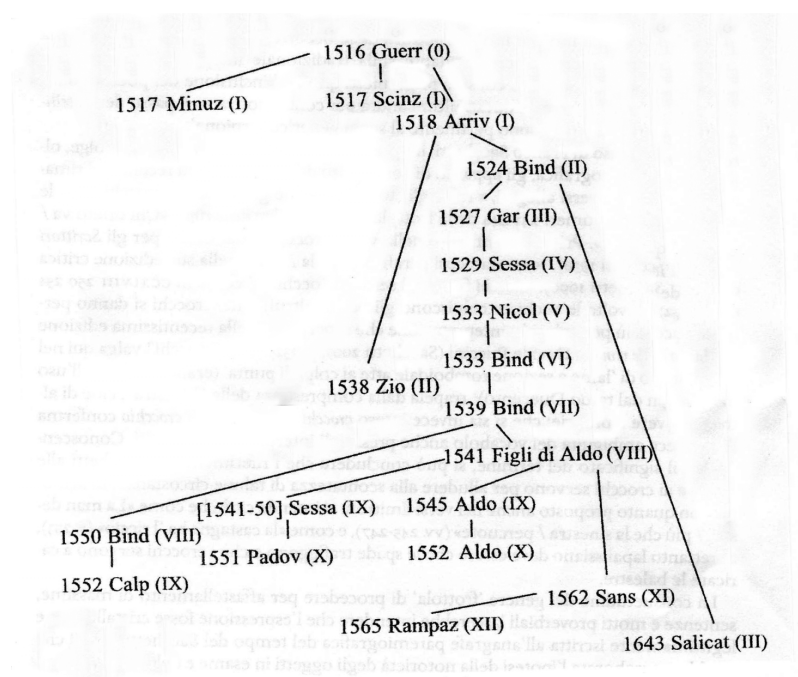 1516 Guerr (0)
1517 Minuz (I)
1517 Scinz (I)
1518 Arriv (I)
1524 Bind (II)
1527 Gar (III)
1529 Sessa (IV)
1533 Nicol (V)
1533 Bind (VI)
1538 Zio (II)
1539 Bind (VII)
1541 Figli di Aldo (VIII)
[1541-50] Sessa (IX)
1545 Aldo (IX)
1550 Bind (VIII)
1551 Padov (X)
1552 Aldo (X)
1552 Calp (IX)
1562 Sans (XI)
1565 Rampaz (XII)
1643 Salicat (III)